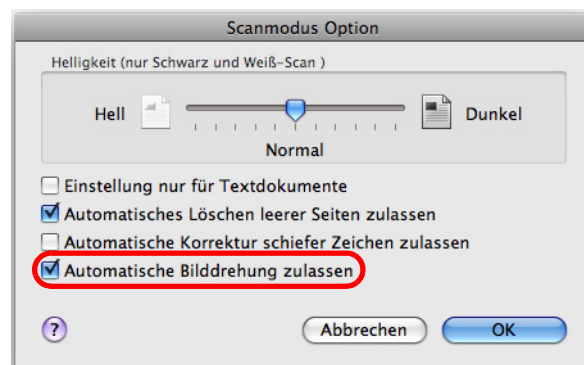 Scanmodus Option
Helligkeit (nur Schwarz und Weiß-Scan )
Hell Dunkel
Normal
Einstellung nur für Textdokumente
Automatisches Löschen leerer Seiten zulassen
Automatische Korrektur schiefer Zeichen zulassen
Automatische Bilddrehung zulassen
? Abbrechen OK